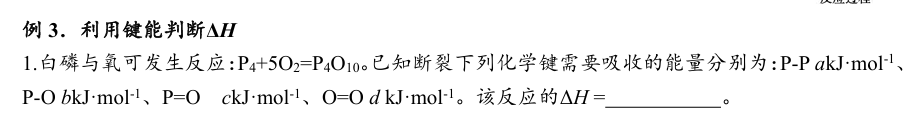 例 3．利用键能判断ΔH
1.白磷与氧可发生反应：P₄+5O₂=P₄O₁₀。已知断裂下列化学键需要吸收的能量分别为：P-P akJ·mol⁻¹、
P-O bkJ·mol⁻¹、P=O ckJ·mol⁻¹、O=O d kJ·mol⁻¹。该反应的ΔH =___________。